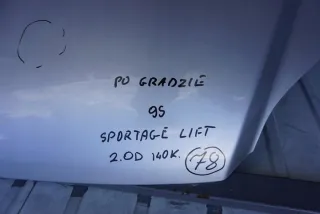 PO GRADZIE
9S
SPORTAGE LIFT
2.0D 140K. 78